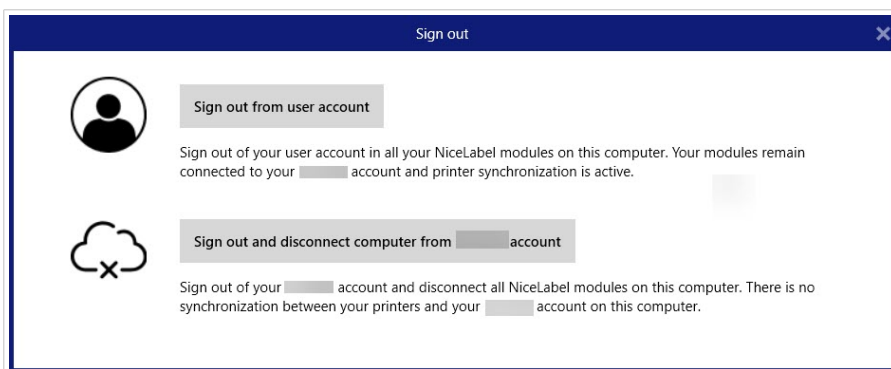 Sign out
Sign out from user account
Sign out of your user account in all your NiceLabel modules on this computer. Your modules remain
connected to your account and printer synchronization is active.
Sign out and disconnect computer from account
Sign out of your account and disconnect all NiceLabel modules on this computer. There is no
synchronization between your printers and your account on this computer.